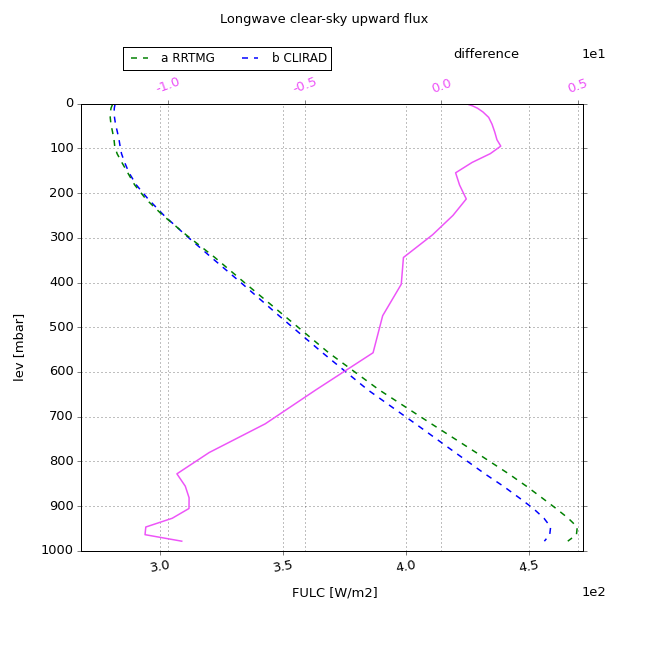 Longwave clear-sky upward flux
a RRTMG b CLIRAD difference 1e1
-1.0 -0.5 0.0 0.5
0
100
200
300
400
500
600
700
800
900
1000
lev [mbar]
3.0 3.5 4.0 4.5
FULC [W/m2] 1e2